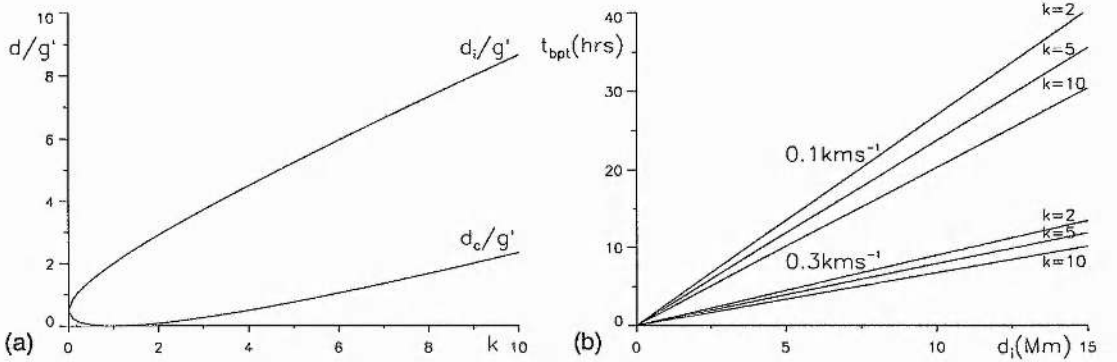 10
d/g'
8
6
4
2
0
0
2
4
6
8
k
10
d_i/g'
d_c/g'
(a)
40
t_bpt(hrs)
30
20
10
0
0
5
10
d_i(Mm)
15
k=2
k=5
k=10
0.1kms⁻¹
k=2
k=5
k=10
0.3kms⁻¹
(b)